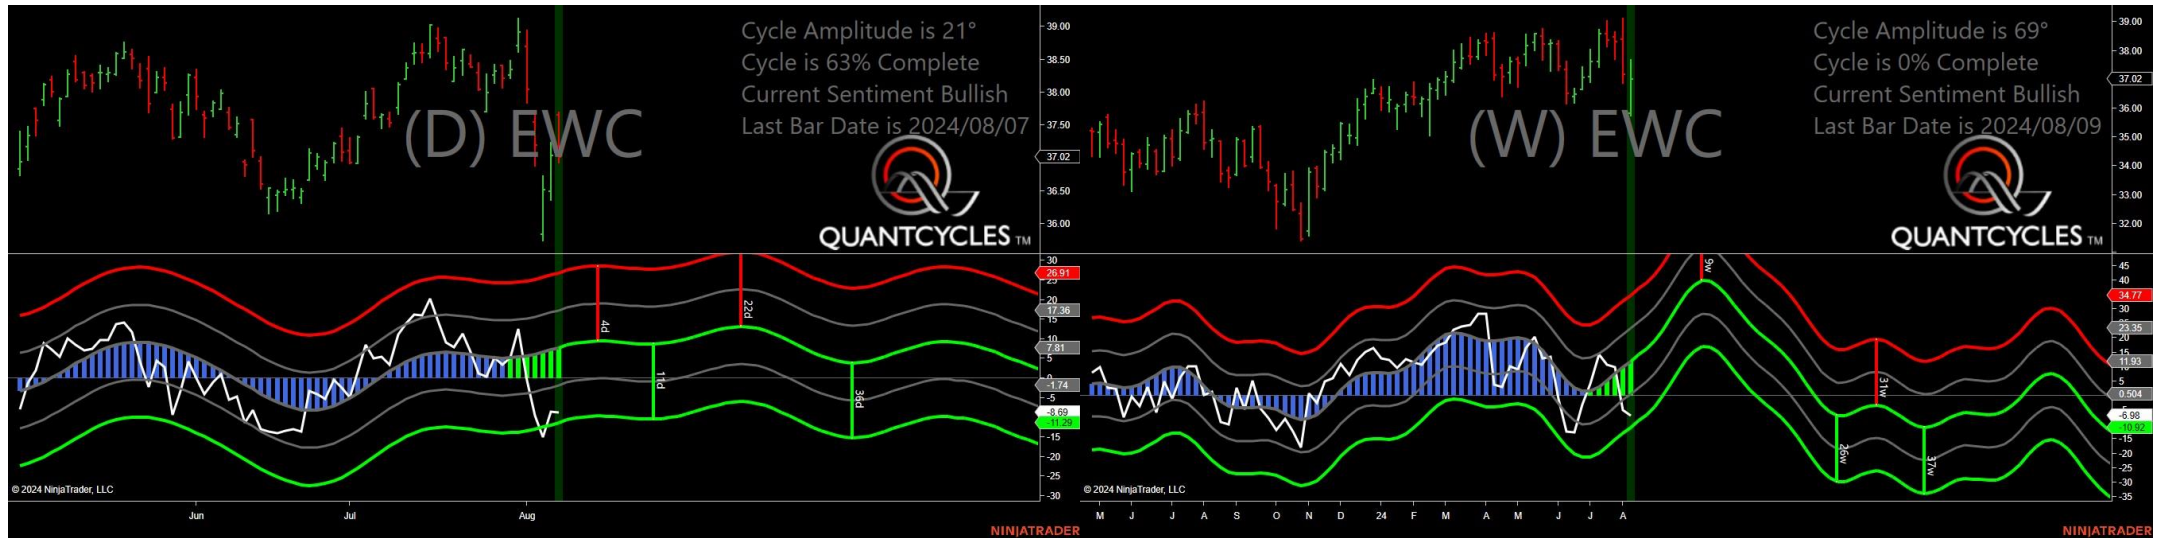 Cycle Amplitude is 21°
Cycle is 63% Complete
Current Sentiment Bullish
Last Bar Date is 2024/08/07
(D) EWC
QUANTCYCLES TM
39.00
38.50
38.00
37.50
37.02
36.50
36.00
30
26.91
20
17.36
15
10
7.81
5
0
-1.74
-5
-8.69
-11.29
-15
-20
-25
-30
4d
11d
22d
36d
© 2024 NinjaTrader, LLC
Jun
Jul
Aug
NINJATRADER
Cycle Amplitude is 69°
Cycle is 0% Complete
Current Sentiment Bullish
Last Bar Date is 2024/08/09
(W) EWC
QUANTCYCLES TM
39.00
38.00
37.02
36.00
35.00
34.00
33.00
32.00
45
40
34.77
30
23.35
20
11.93
5
0.504
-6.98
-10.92
-15
-20
-25
-30
-35
9w
26w
31w
37w
© 2024 NinjaTrader, LLC
M J J A S O N D 24 F M A M J J A
NINJATRADER